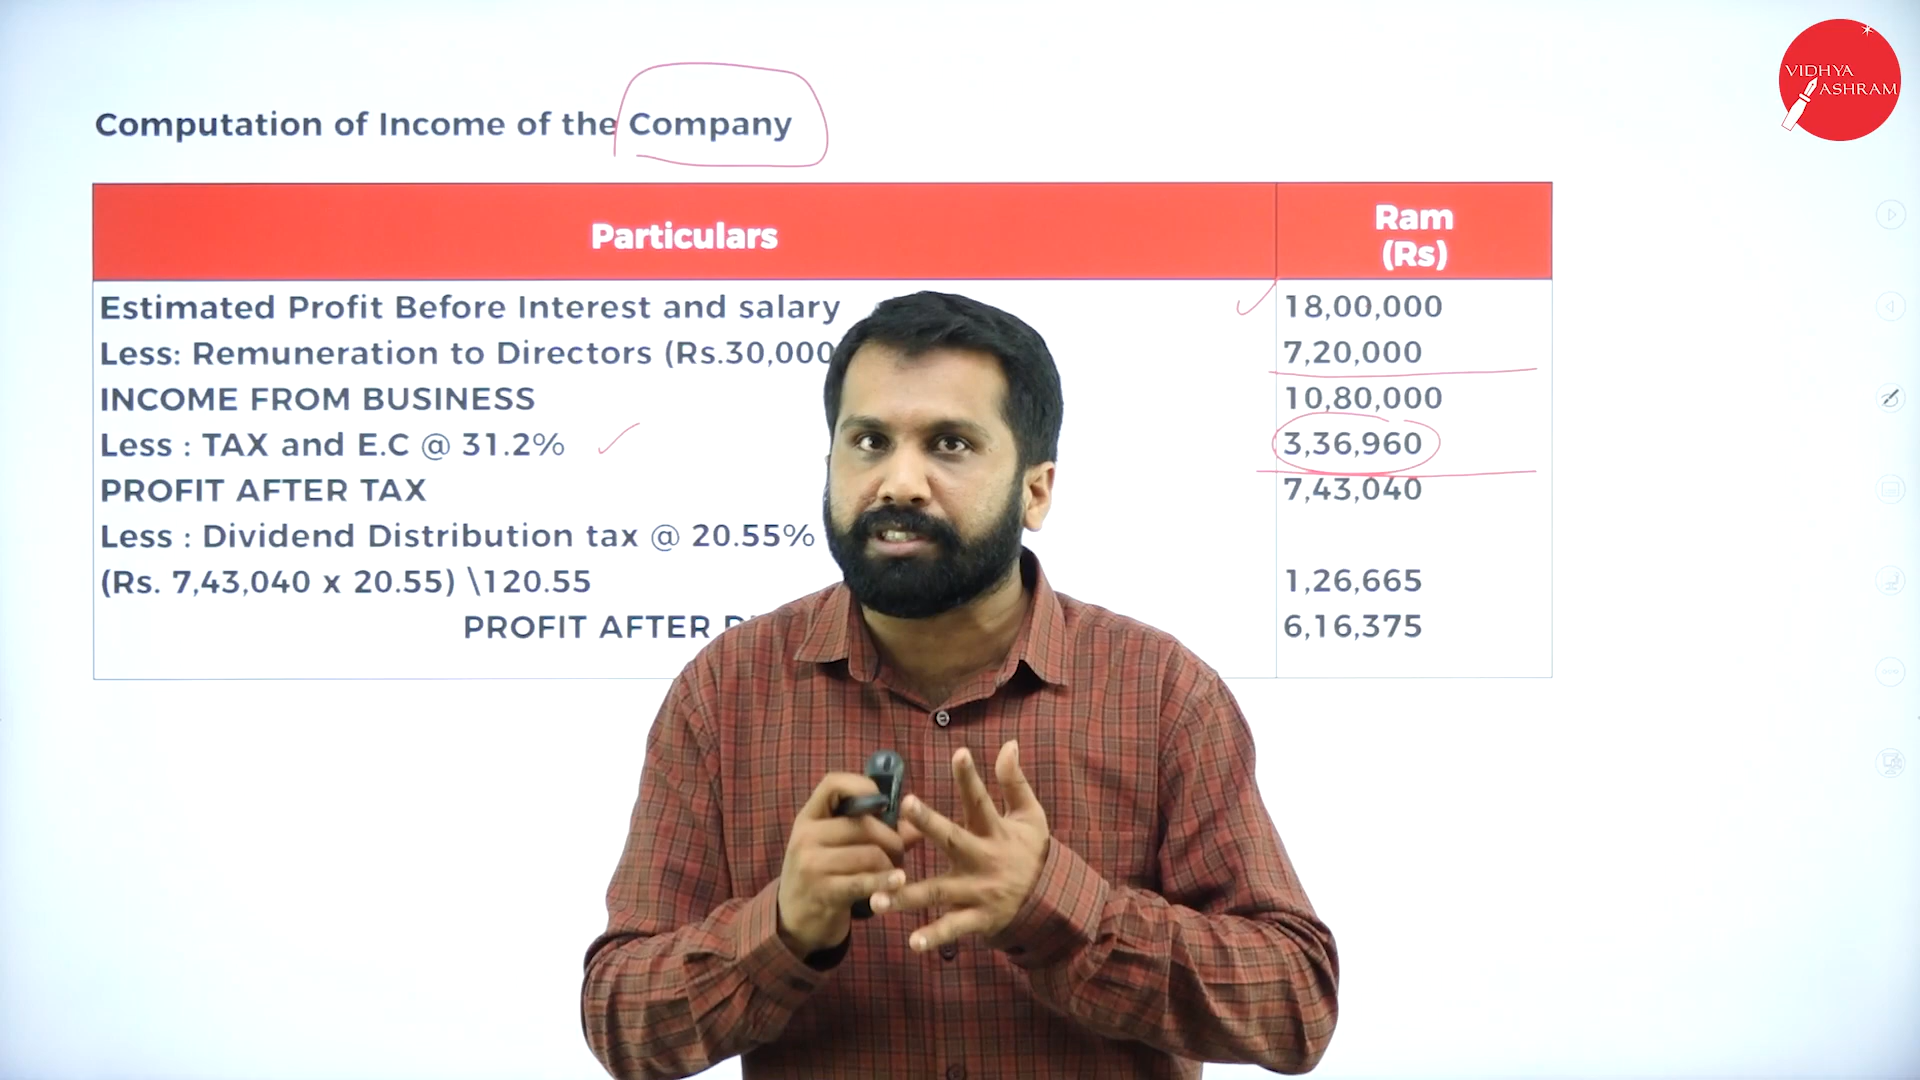 VIDHYA
ASHRAM
Computation of Income of the Company
Particulars
Ram
(Rs)
Estimated Profit Before Interest and salary 18,00,000
Less: Remuneration to Directors (Rs.30,000 7,20,000
INCOME FROM BUSINESS 10,80,000
Less : TAX and E.C @ 31.2% 3,36,960
PROFIT AFTER TAX 7,43,040
Less : Dividend Distribution tax @ 20.55%
(Rs. 7,43,040 x 20.55) \120.55 1,26,665
PROFIT AFTER 6,16,375